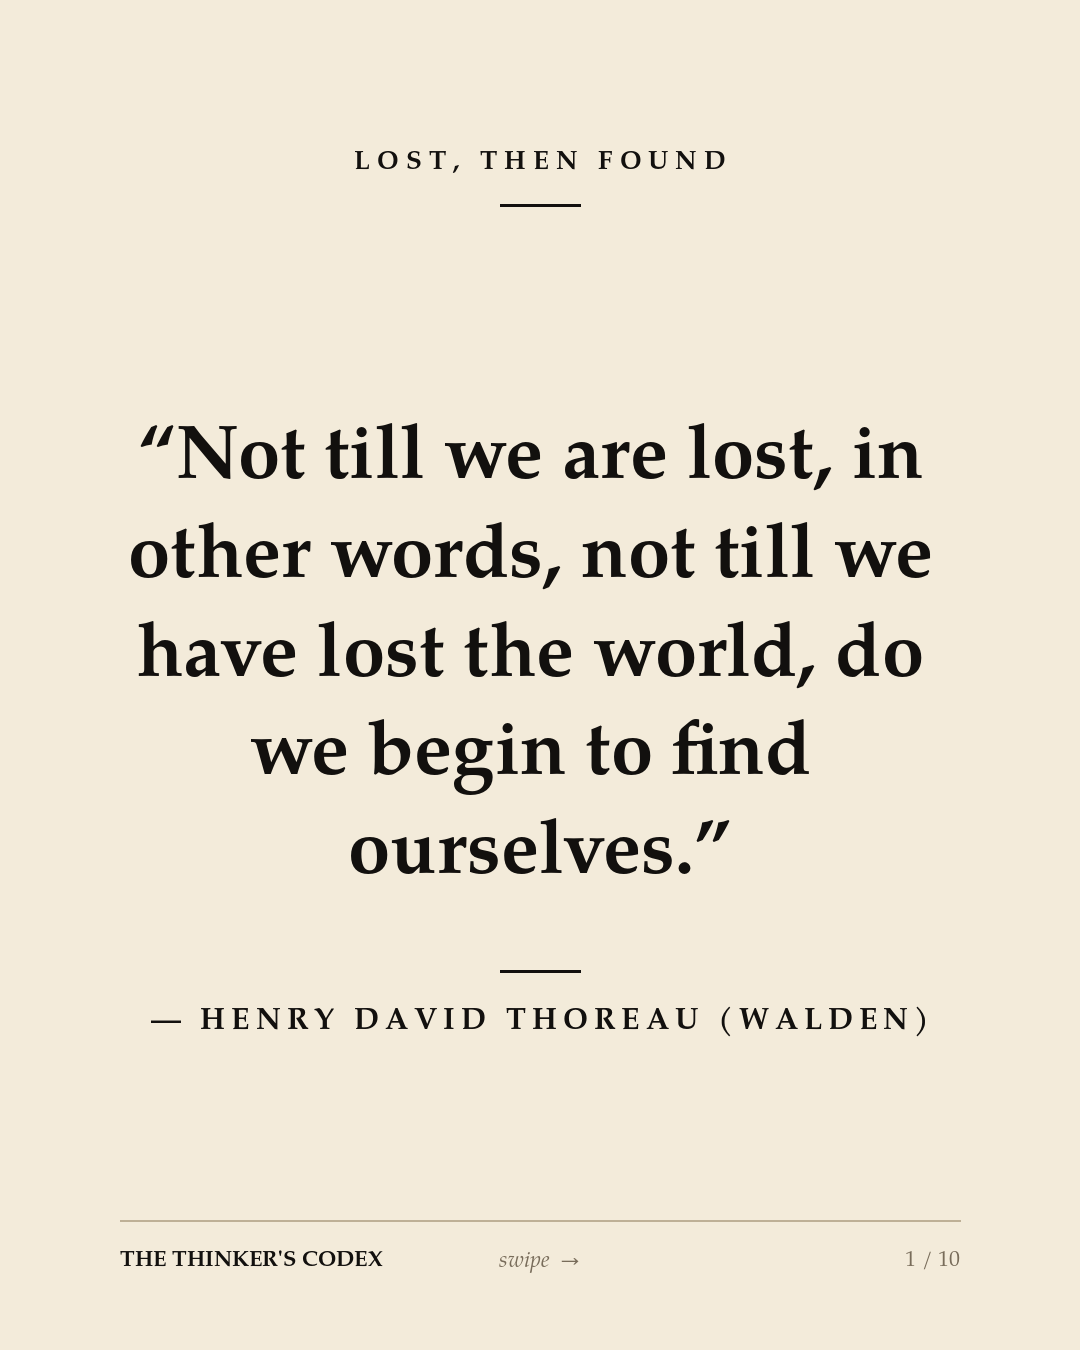 LOST, THEN FOUND
“Not till we are lost, in
other words, not till we
have lost the world, do
we begin to find
ourselves.”
— HENRY DAVID THOREAU (WALDEN)
THE THINKER'S CODEX
swipe →
1 / 10